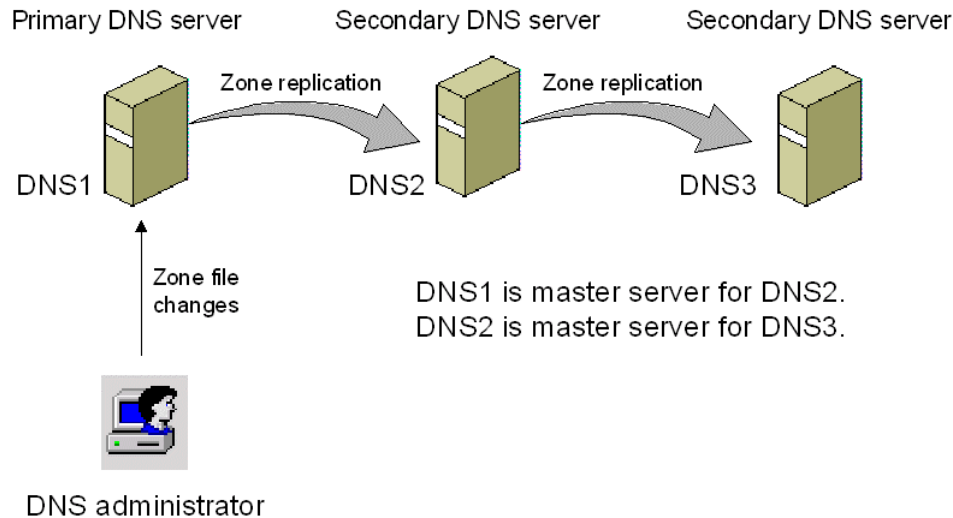 Primary DNS server
Secondary DNS server
Secondary DNS server
Zone replication
Zone replication
DNS1
DNS2
DNS3
Zone file
changes
DNS1 is master server for DNS2.
DNS2 is master server for DNS3.
DNS administrator